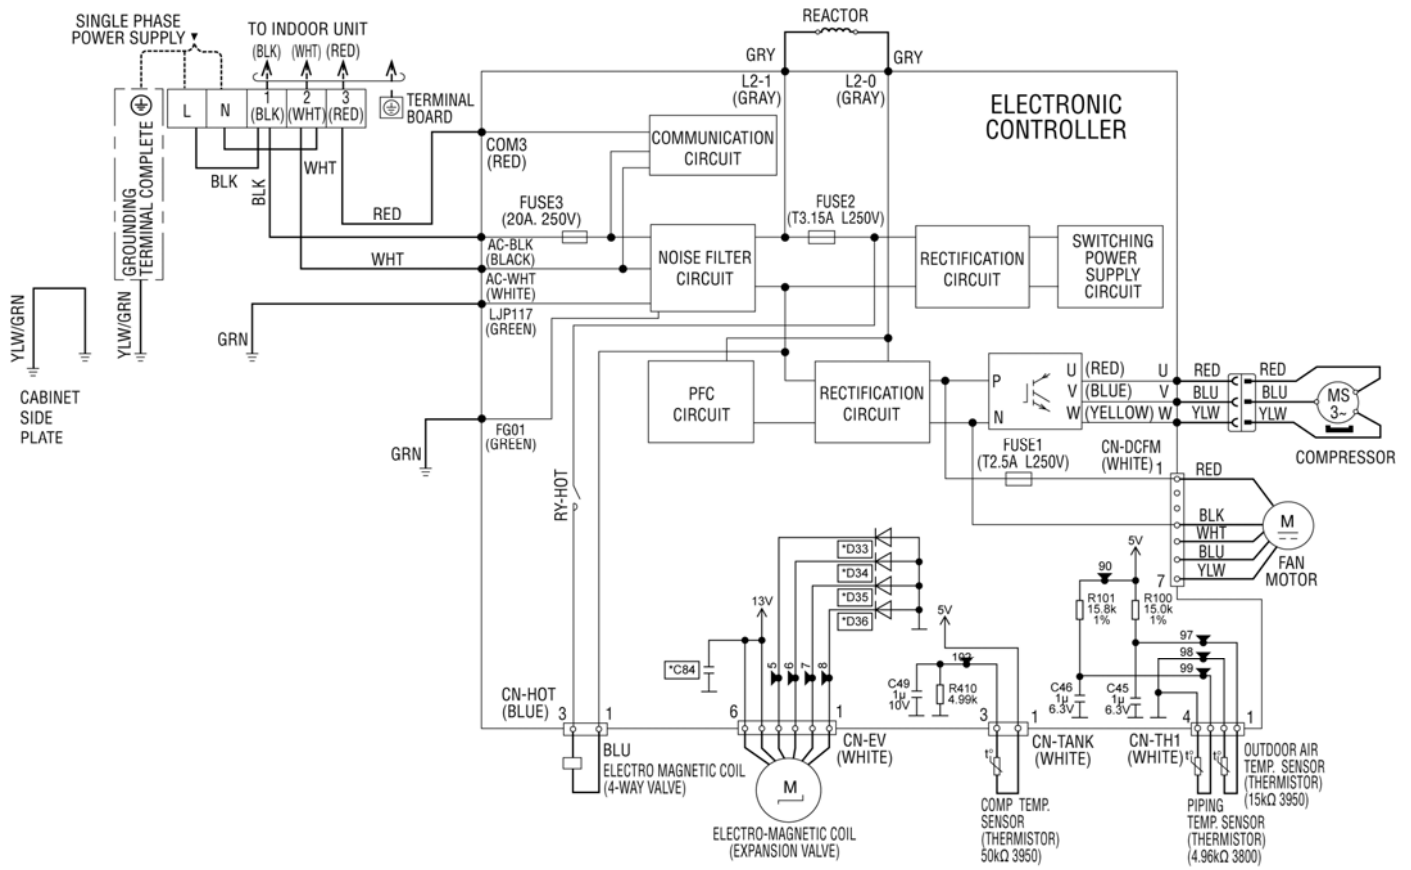 SINGLE PHASE
POWER SUPPLY
TO INDOOR UNIT
(BLK) (WHT) (RED)
REACTOR
GRY
GRY
L2-1
(GRAY)
L2-0
(GRAY)
ELECTRONIC
CONTROLLER
L N
1
(BLK)
2
(WHT)
3
(RED)
TERMINAL
BOARD
GROUNDING
TERMINAL COMPLETE
BLK
BLK
WHT
RED
WHT
COM3
(RED)
COMMUNICATION
CIRCUIT
FUSE3
(20A. 250V)
FUSE2
(T3.15A L250V)
AC-BLK
(BLACK)
AC-WHT
(WHITE)
LJP117
(GREEN)
NOISE FILTER
CIRCUIT
RECTIFICATION
CIRCUIT
SWITCHING
POWER
SUPPLY
CIRCUIT
YLW/GRN
YLW/GRN
GRN
CABINET
SIDE
PLATE
PFC
CIRCUIT
RECTIFICATION
CIRCUIT
P
N
U (RED) U
V (BLUE) V
W (YELLOW) W
RED
BLU
YLW
RED
BLU
YLW
MS
3~
COMPRESSOR
GRN
FG01
(GREEN)
FUSE1
(T2.5A L250V)
CN-DCFM
(WHITE)
1
RED
BLK
WHT
BLU
YLW
7
M
FAN
MOTOR
RY-HOT
*D33
*D34
*D35
*D36
13V
*C84
5 6 7 8
5V
102
C49
1μ
10V
R410
4.99k
5V
90
R101
15.8k
1%
R100
15.0k
1%
97
98
99
C46
1μ
6.3V
C45
1μ
6.3V
CN-HOT
(BLUE)
3 1
BLU
ELECTRO MAGNETIC COIL
(4-WAY VALVE)
6 1
CN-EV
(WHITE)
M
ELECTRO-MAGNETIC COIL
(EXPANSION VALVE)
3 1
CN-TANK
(WHITE)
t°
COMP TEMP.
SENSOR
(THERMISTOR)
50kΩ 3950)
CN-TH1
(WHITE)
4 1
t° t°
PIPING
TEMP. SENSOR
(THERMISTOR)
(4.96kΩ 3800)
OUTDOOR AIR
TEMP. SENSOR
(THERMISTOR)
(15kΩ 3950)